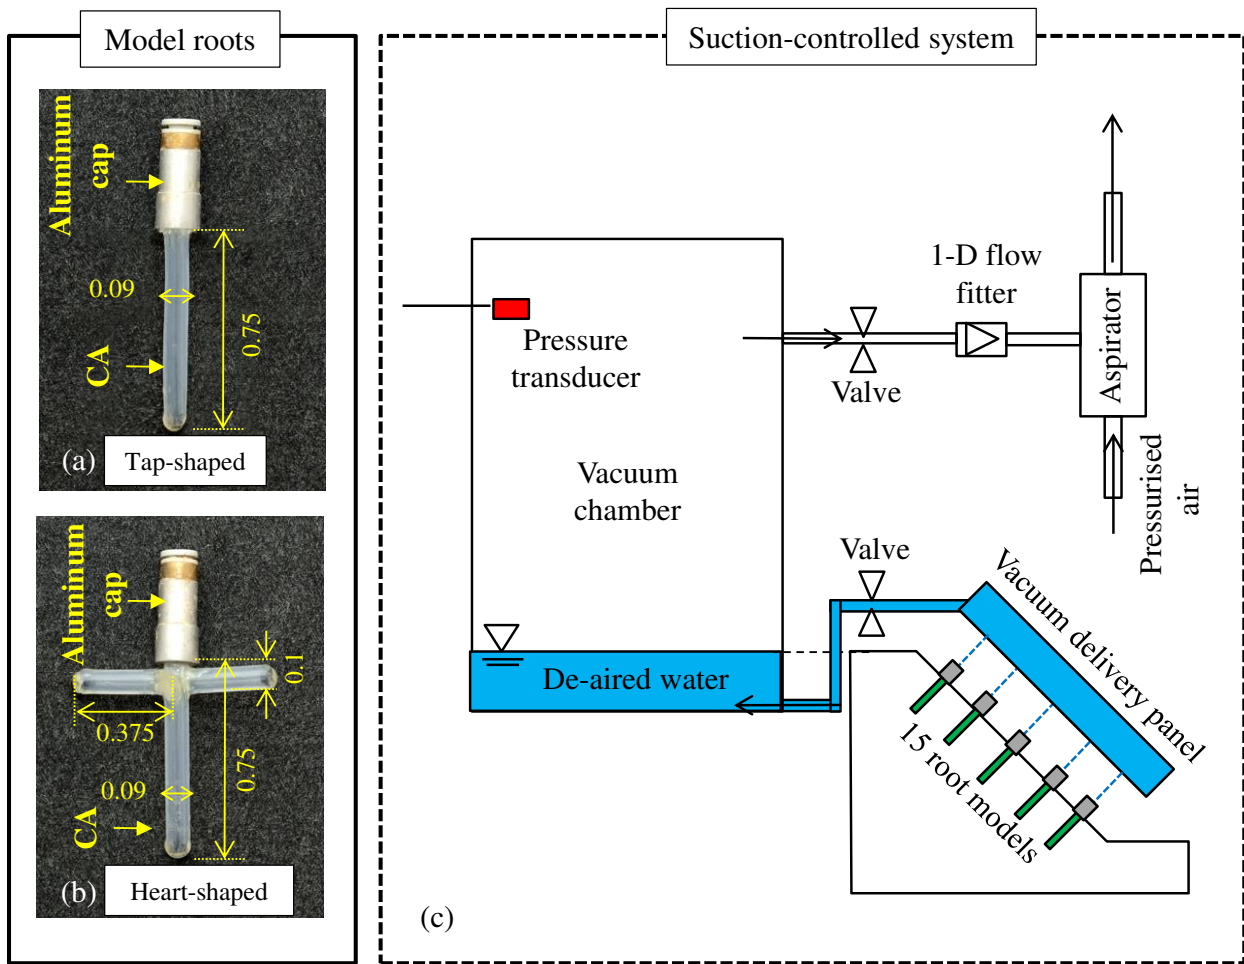 Model roots
Aluminum
cap
0.09
0.75
CA
(a)
Tap-shaped
Aluminum
cap
0.1
0.375
0.75
0.09
CA
(b)
Heart-shaped
Suction-controlled system
Pressure
transducer
Vacuum
chamber
De-aired water
Valve
1-D flow
fitter
Aspirator
Pressurised
air
Valve
Vacuum delivery panel
15 root models
(c)